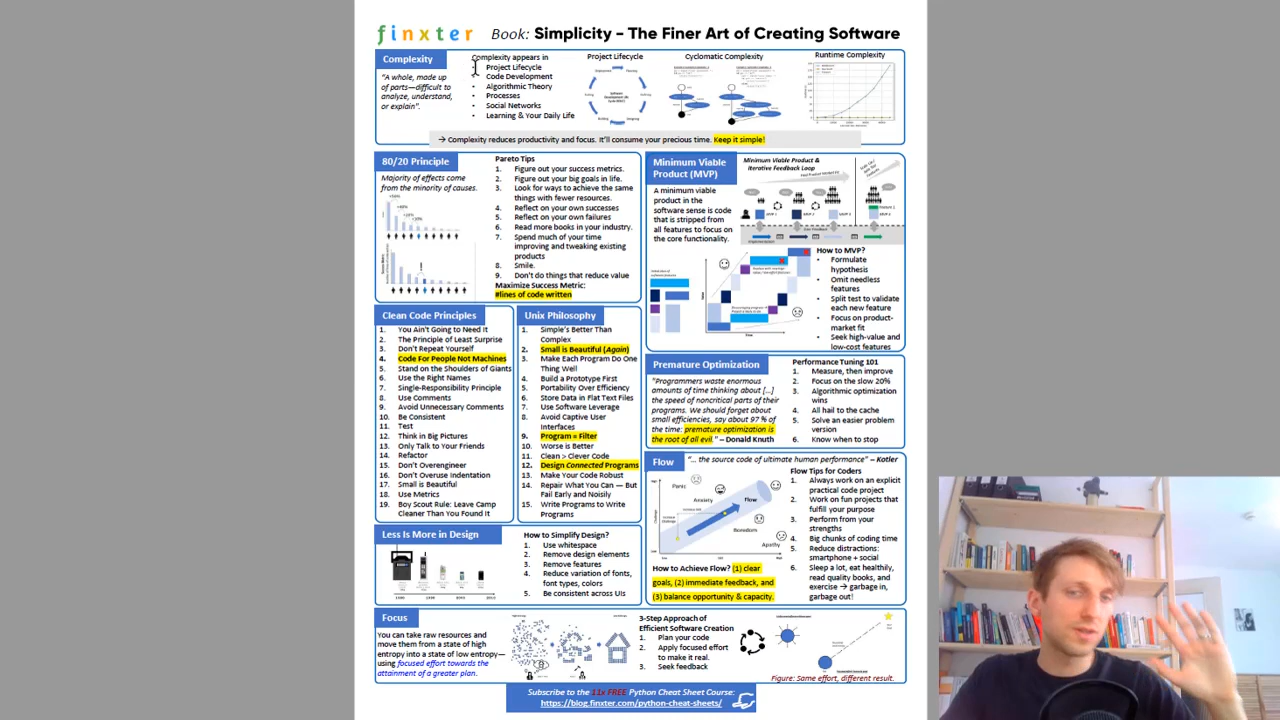 finxter
Book: Simplicity – The Finer Art of Creating Software
Complexity
"A whole, made up
of parts—difficult to
analyze, understand,
or explain".
Complexity appears in
• Project Lifecycle
• Code Development
• Algorithmic Theory
• Processes
• Social Networks
• Learning & Your Daily Life
Project Lifecycle
Cyclomatic Complexity
Runtime Complexity
→ Complexity reduces productivity and focus. It'll consume your precious time. Keep it simple!
80/20 Principle
Majority of effects come
from the minority of causes.
Pareto Tips
1. Figure out your success metrics.
2. Figure out your big goals in life.
3. Look for ways to achieve the same
things with fewer resources.
4. Reflect on your own successes
5. Reflect on your own failures
6. Read more books in your industry.
7. Spend much of your time
improving and tweaking existing
products
8. Smile.
9. Don't do things that reduce value
Maximize Success Metric:
#lines of code written
Minimum Viable
Product (MVP)
A minimum viable
product in the
software sense is code
that is stripped from
all features to focus on
the core functionality.
Minimum Viable Product &
Iterative Feedback Loop
How to MVP?
• Formulate
hypothesis
• Omit needless
features
• Split test to validate
each new feature
• Focus on product-
market fit
• Seek high-value and
low-cost features
Clean Code Principles
1. You Ain't Going to Need It
2. The Principle of Least Surprise
3. Don't Repeat Yourself
4. Code For People Not Machines
5. Stand on the Shoulders of Giants
6. Use the Right Names
7. Single-Responsibility Principle
8. Use Comments
9. Avoid Unnecessary Comments
10. Be Consistent
11. Test
12. Think in Big Pictures
13. Only Talk to Your Friends
14. Refactor
15. Don't Overengineer
16. Don't Overuse Indentation
17. Small is Beautiful
18. Use Metrics
19. Boy Scout Rule: Leave Camp
Cleaner Than You Found It
Unix Philosophy
1. Simple's Better Than
Complex
2. Small is Beautiful (Again)
3. Make Each Program Do One
Thing Well
4. Build a Prototype First
5. Portability Over Efficiency
6. Store Data in Flat Text Files
7. Use Software Leverage
8. Avoid Captive User
Interfaces
9. Program = Filter
10. Worse is Better
11. Clean > Clever Code
12. Design Connected Programs
13. Make Your Code Robust
14. Repair What You Can — But
Fail Early and Noisily
15. Write Programs to Write
Programs
Premature Optimization
"Programmers waste enormous
amounts of time thinking about [...]
the speed of noncritical parts of their
programs. We should forget about
small efficiencies, say about 97 % of
the time: premature optimization is
the root of all evil." – Donald Knuth
Performance Tuning 101
1. Measure, then improve
2. Focus on the slow 20%
3. Algorithmic optimization
wins
4. All hail to the cache
5. Solve an easier problem
version
6. Know when to stop
Flow
"... the source code of ultimate human performance" – Kotler
Panic
Anxiety
Flow
Boredom
Apathy
How to Achieve Flow? (1) clear
goals, (2) immediate feedback, and
(3) balance opportunity & capacity.
Flow Tips for Coders
1. Always work on an explicit
practical code project
2. Work on fun projects that
fulfill your purpose
3. Perform from your
strengths
4. Big chunks of coding time
5. Reduce distractions:
smartphone + social
6. Sleep a lot, eat healthily,
read quality books, and
exercise → garbage in,
garbage out!
Less Is More in Design
How to Simplify Design?
1. Use whitespace
2. Remove design elements
3. Remove features
4. Reduce variation of fonts,
font types, colors
5. Be consistent across UIs
Focus
You can take raw resources and
move them from a state of high
entropy into a state of low entropy—
using focused effort towards the
attainment of a greater plan.
3-Step Approach of
Efficient Software Creation
1. Plan your code
2. Apply focused effort
to make it real.
3. Seek feedback
Figure: Same effort, different result.
Subscribe to the 11x FREE Python Cheat Sheet Course:
https://blog.finxter.com/python-cheat-sheets/